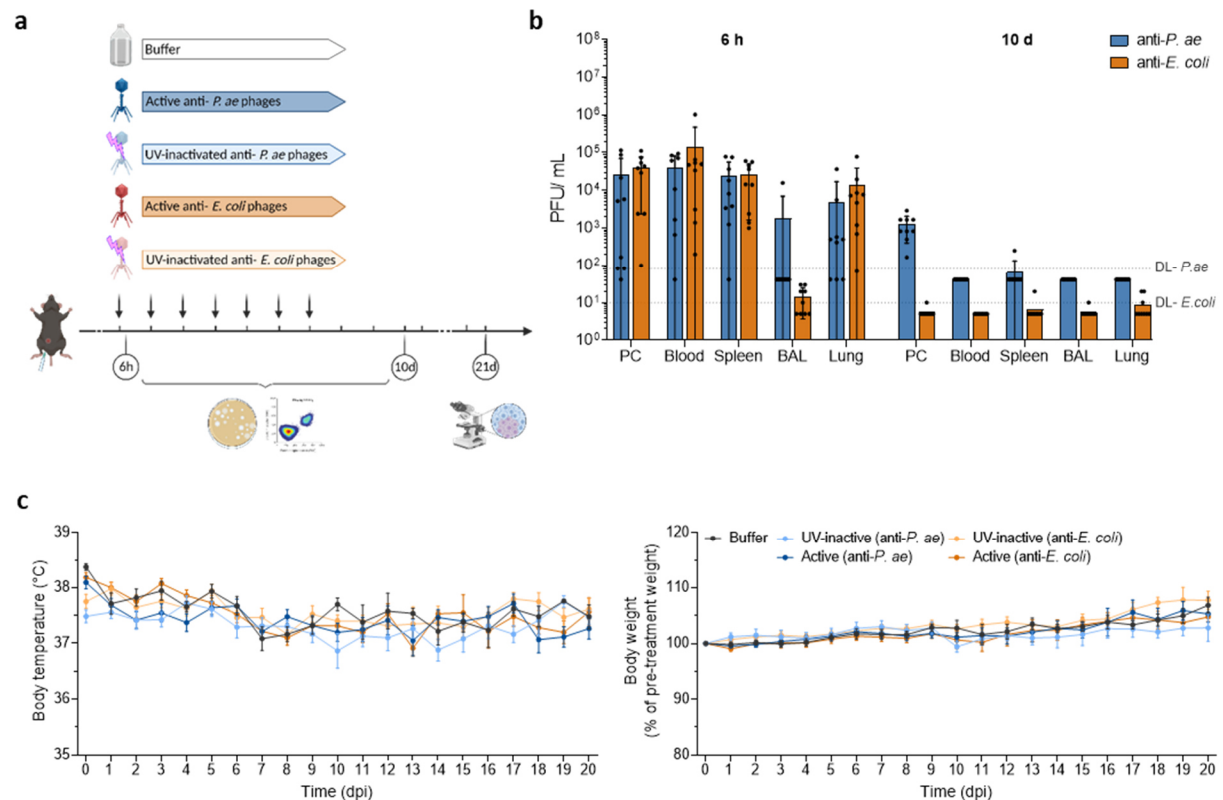 a
Buffer
Active anti- P. ae phages
UV-inactivated anti- P. ae phages
Active anti- E. coli phages
UV-inactivated anti- E. coli phages
6h
10d
21d
b
6 h
10 d
anti-P. ae
anti-E. coli
PFU/ mL
10⁸
10⁷
10⁶
10⁵
10⁴
10³
10²
10¹
10⁰
DL- P.ae
DL- E.coli
PC Blood Spleen BAL Lung PC Blood Spleen BAL Lung
c
Body temperature (°C)
39
38
37
36
35
0 1 2 3 4 5 6 7 8 9 10 11 12 13 14 15 16 17 18 19 20
Time (dpi)
Body weight
(% of pre-treatment weight)
120
110
100
90
80
Buffer UV-inactive (anti-P. ae) UV-inactive (anti-E. coli)
Active (anti-P. ae) Active (anti-E. coli)
0 1 2 3 4 5 6 7 8 9 10 11 12 13 14 15 16 17 18 19 20
Time (dpi)